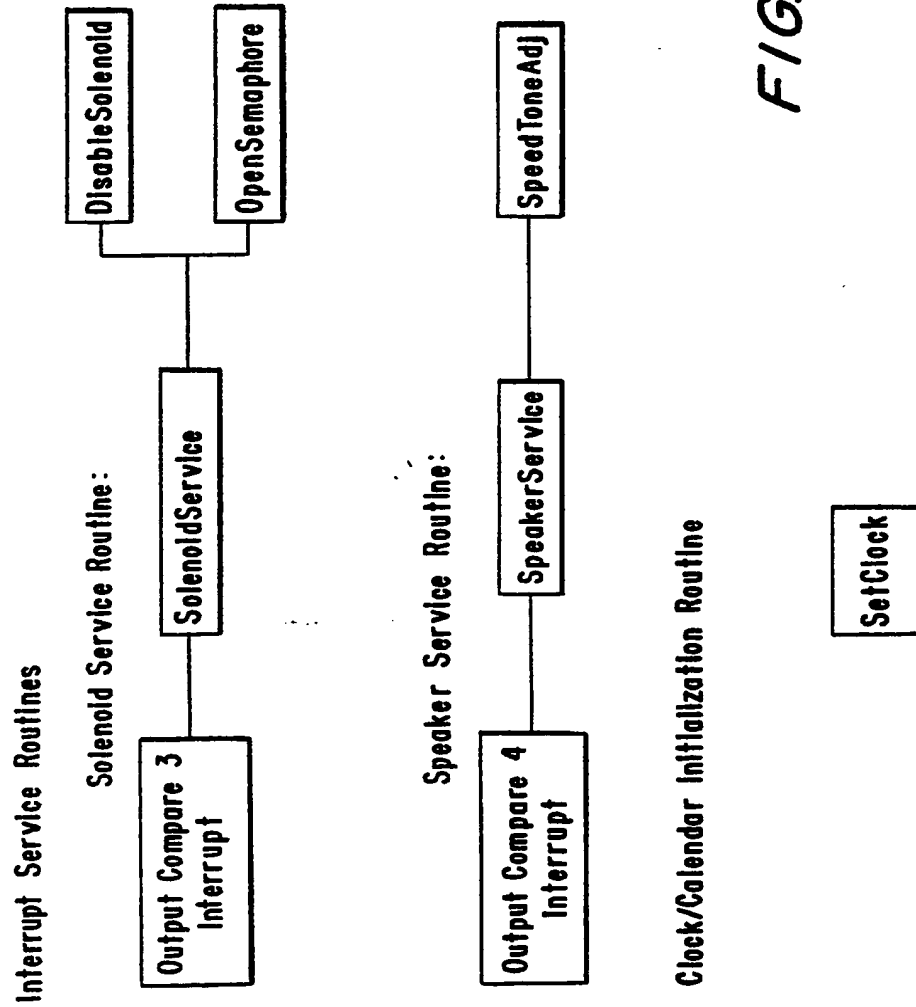 Interrupt Service Routines
Solenoid Service Routine:
Output Compare 3
Interrupt
SolenoidService
DisableSolenoid
OpenSemaphore
Speaker Service Routine:
Output Compare 4
Interrupt
SpeakerService
SpeedToneAdj
Clock/Calendar Initialization Routine
SetClock
FIG.